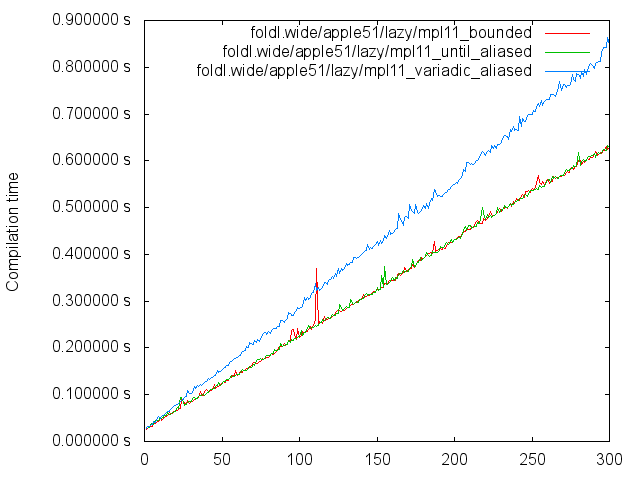 foldl.wide/apple51/lazy/mpl11_bounded
foldl.wide/apple51/lazy/mpl11_until_aliased
foldl.wide/apple51/lazy/mpl11_variadic_aliased
0.900000 s
0.800000 s
0.700000 s
0.600000 s
0.500000 s
0.400000 s
0.300000 s
0.200000 s
0.100000 s
0.000000 s
Compilation time
0 50 100 150 200 250 300